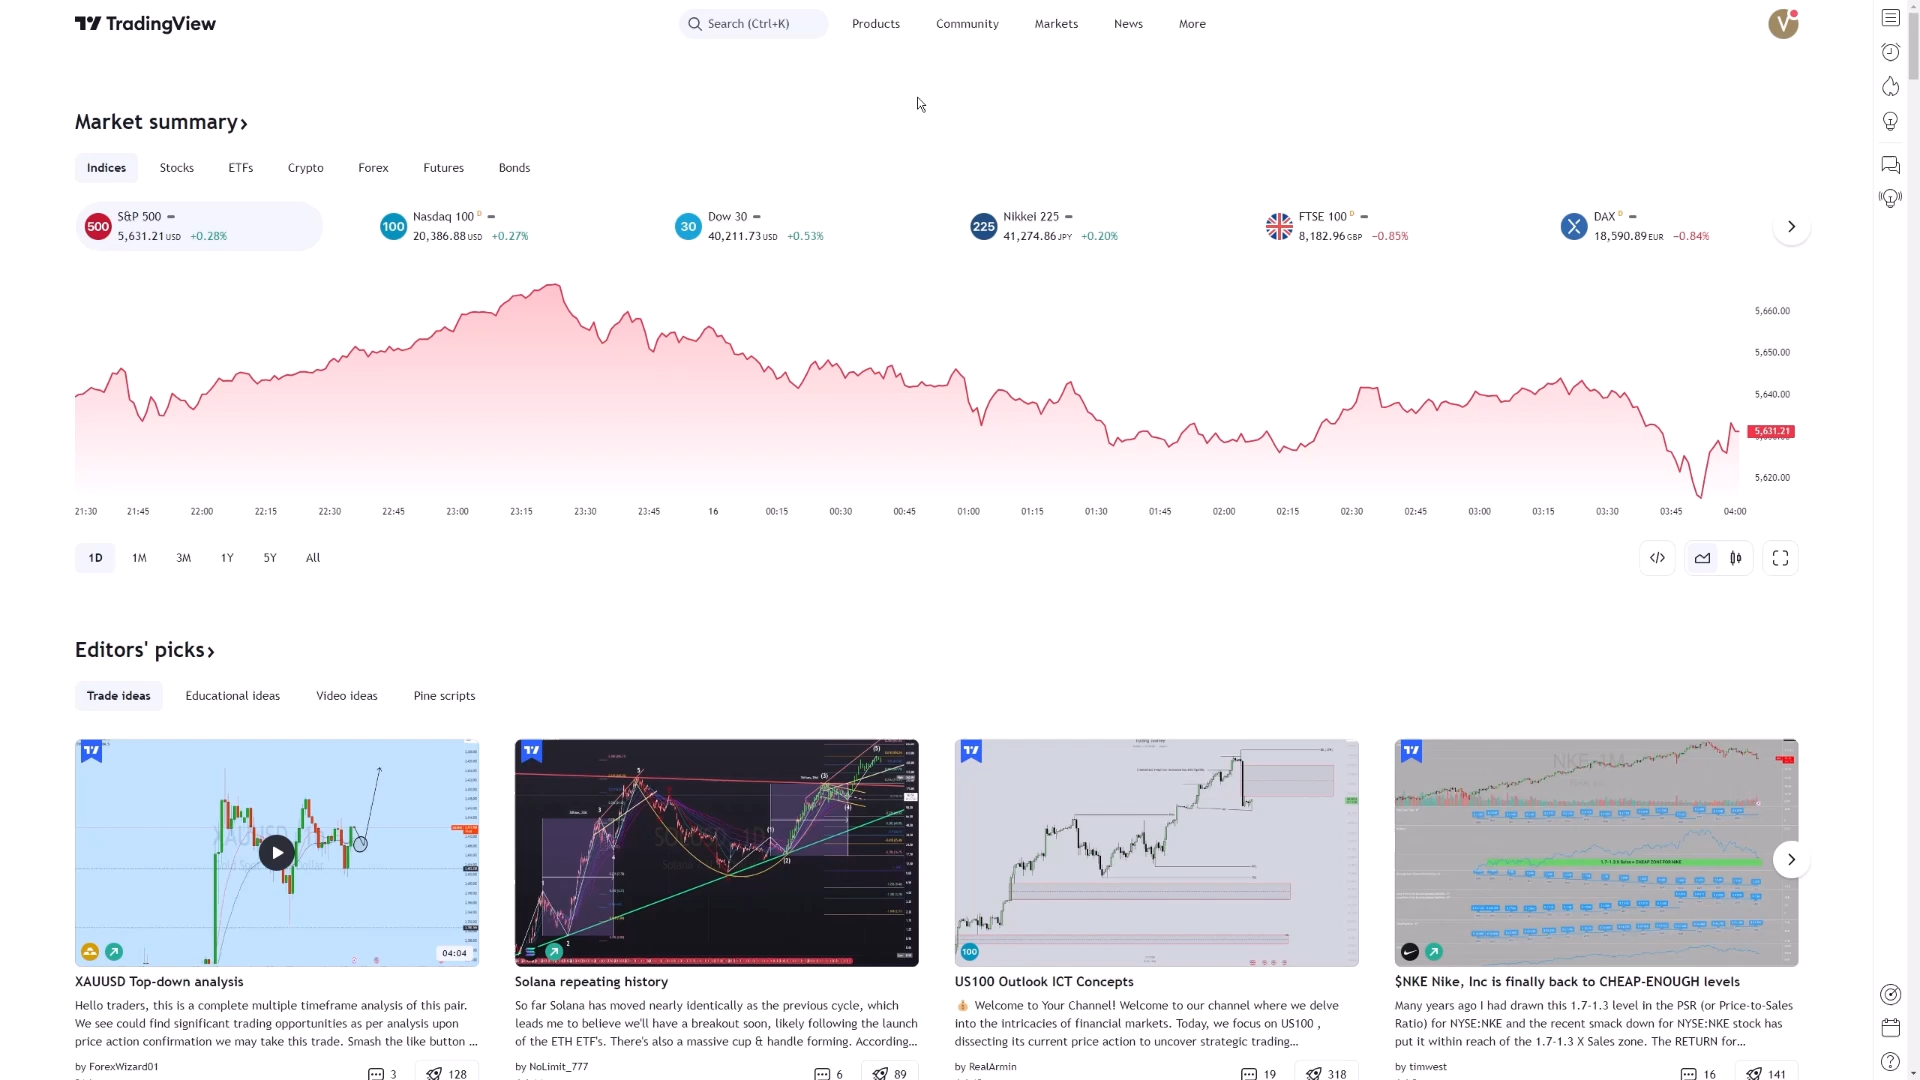 TradingView
Search (Ctrl+K)
Products
Community
Markets
News
More
V
Market summary
Indices
Stocks
ETFs
Crypto
Forex
Futures
Bonds
500
S&P 500
5,631.21 USD +0.28%
100
Nasdaq 100 D
20,386.88 USD +0.27%
30
Dow 30
40,211.73 USD +0.53%
225
Nikkei 225
41,274.86 JPY +0.20%
FTSE 100 D
8,182.96 GBP −0.85%
X
DAX D
18,590.89 EUR −0.84%
5,660.00
5,650.00
5,640.00
5,631.21
5,620.00
21:30 21:45 22:00 22:15 22:30 22:45 23:00 23:15 23:30 23:45 16 00:15 00:30 00:45 01:00 01:15 01:30 01:45 02:00 02:15 02:30 02:45 03:00 03:15 03:30 03:45 04:00
1D
1M
3M
1Y
5Y
All
Editors' picks
Trade ideas
Educational ideas
Video ideas
Pine scripts
XAUUSD
04:04
XAUUSD Top-down analysis
Hello traders, this is a complete multiple timeframe analysis of this pair.
We see could find significant trading opportunities as per analysis upon
price action confirmation we may take this trade. Smash the like button ...
by ForexWizard01
3
128
Solana repeating history
So far Solana has moved nearly identically as the previous cycle, which
leads me to believe we'll have a breakout soon, likely following the launch
of the ETH ETF's. There's also a massive cup & handle forming. According...
by NoLimit_777
6
89
100
US100 Outlook ICT Concepts
💰 Welcome to Your Channel! Welcome to our channel where we delve
into the intricacies of financial markets. Today, we focus on US100 ,
dissecting its current price action to uncover strategic trading...
by RealArmin
19
318
$NKE Nike, Inc is finally back to CHEAP-ENOUGH levels
Many years ago I had drawn this 1.7-1.3 level in the PSR (or Price-to-Sales
Ratio) for NYSE:NKE and the recent smack down for NYSE:NKE stock has
put it within reach of the 1.7-1.3 X Sales zone. The RETURN for...
by timwest
16
141